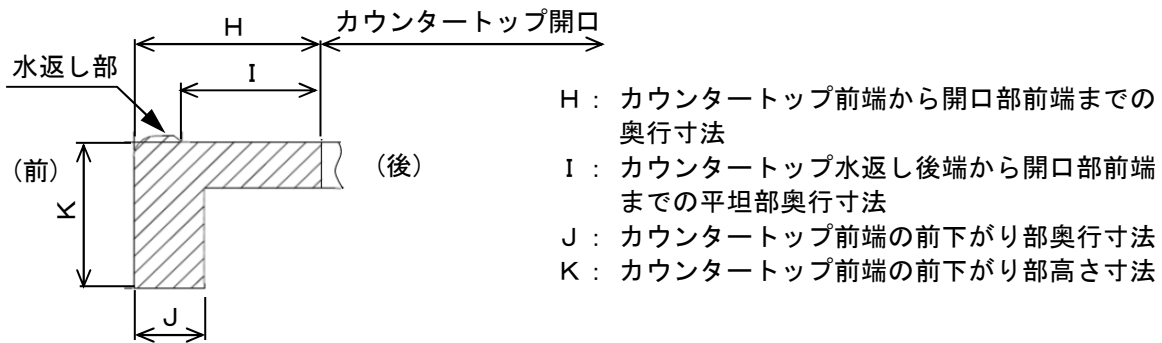 H
カウンタートップ開口
水返し部
I
(前)
(後)
K
J
H : カウンタートップ前端から開口部前端までの
奥行寸法
I : カウンタートップ水返し後端から開口部前端
までの平坦部奥行寸法
J : カウンタートップ前端の前下がり部奥行寸法
K : カウンタートップ前端の前下がり部高さ寸法